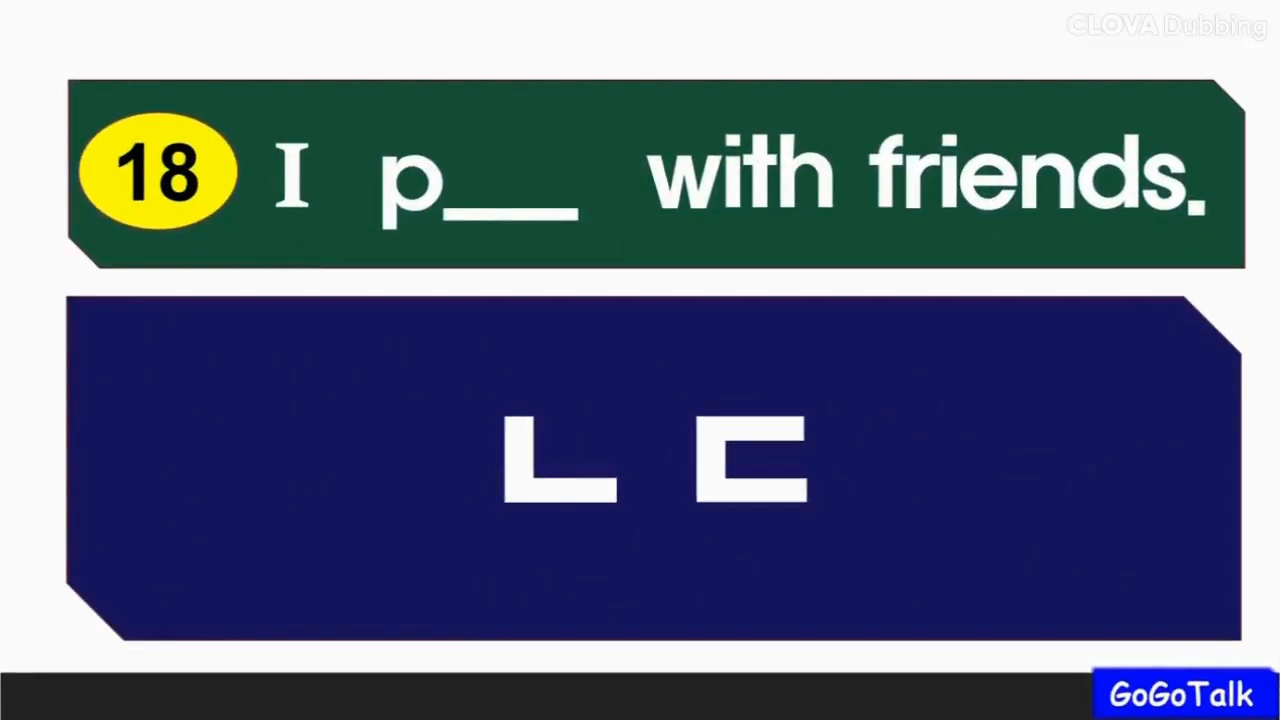 CLOVA Dubbing
18 I p___ with friends.
ㄴ ㄷ
GoGoTalk